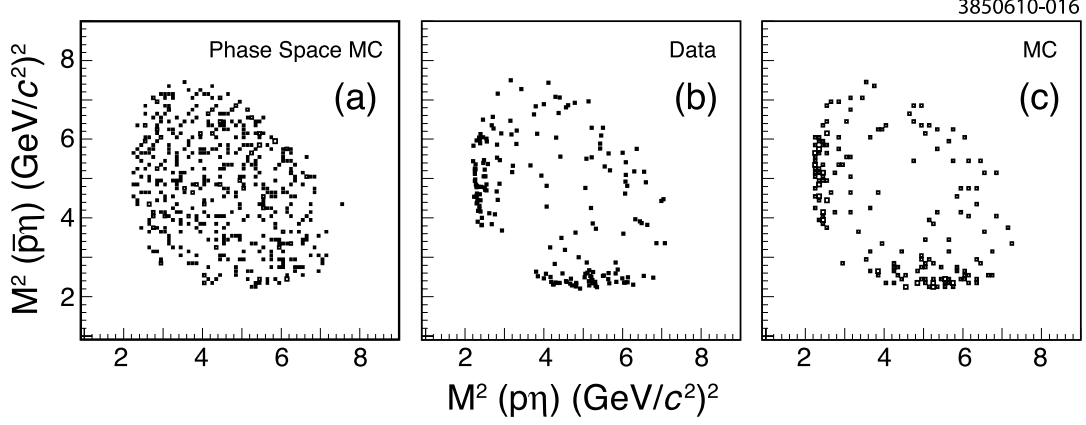 3850610-016
Phase Space MC
Data
MC
(a)
(b)
(c)
M² (p̄η) (GeV/c²)²
8
6
4
2
2 4 6 8
2 4 6 8
2 4 6 8
M² (pη) (GeV/c²)²